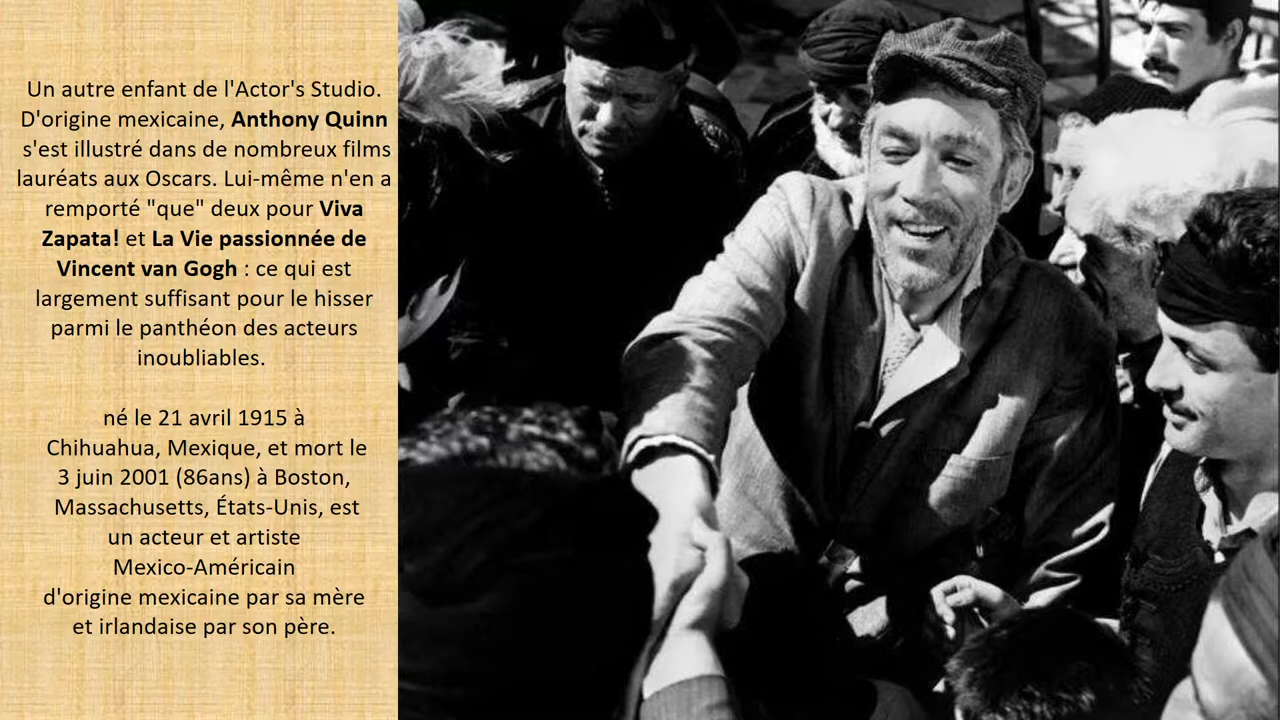 Un autre enfant de l'Actor's Studio.
D'origine mexicaine, Anthony Quinn
s'est illustré dans de nombreux films
lauréats aux Oscars. Lui-même n'en a
remporté "que" deux pour Viva
Zapata! et La Vie passionnée de
Vincent van Gogh : ce qui est
largement suffisant pour le hisser
parmi le panthéon des acteurs
inoubliables.
né le 21 avril 1915 à
Chihuahua, Mexique, et mort le
3 juin 2001 (86ans) à Boston,
Massachusetts, États-Unis, est
un acteur et artiste
Mexico-Américain
d'origine mexicaine par sa mère
et irlandaise par son père.